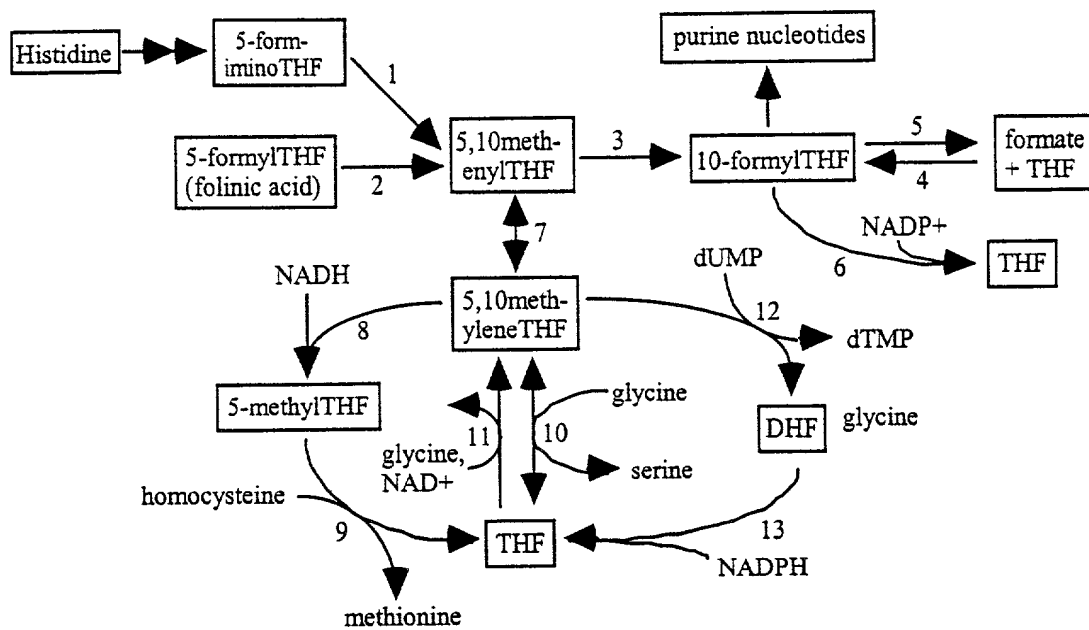 Histidine
5-form-
iminoTHF
1
purine nucleotides
5-formylTHF
(folinic acid)
2
5,10meth-
enylTHF
3
10-formylTHF
5
4
formate
+ THF
7
6
NADP+
THF
NADH
8
5,10meth-
yleneTHF
dUMP
12
dTMP
5-methylTHF
11
10
glycine
glycine,
NAD+
serine
DHF
glycine
homocysteine
9
THF
13
NADPH
methionine